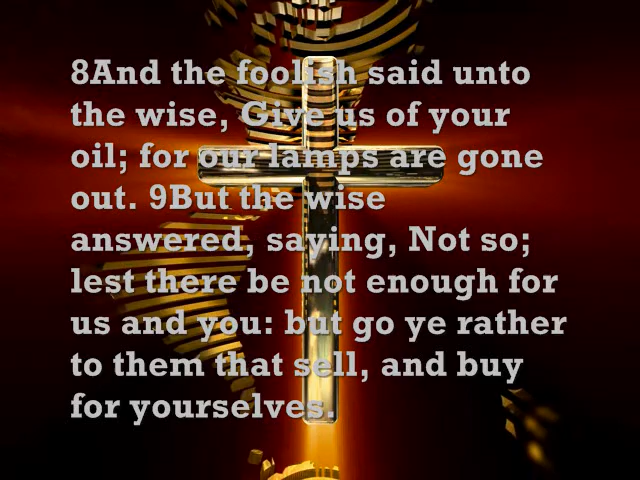 8And the foolish said unto
the wise, Give us of your
oil; for our lamps are gone
out. 9But the wise
answered, saying, Not so;
lest there be not enough for
us and you: but go ye rather
to them that sell, and buy
for yourselves.